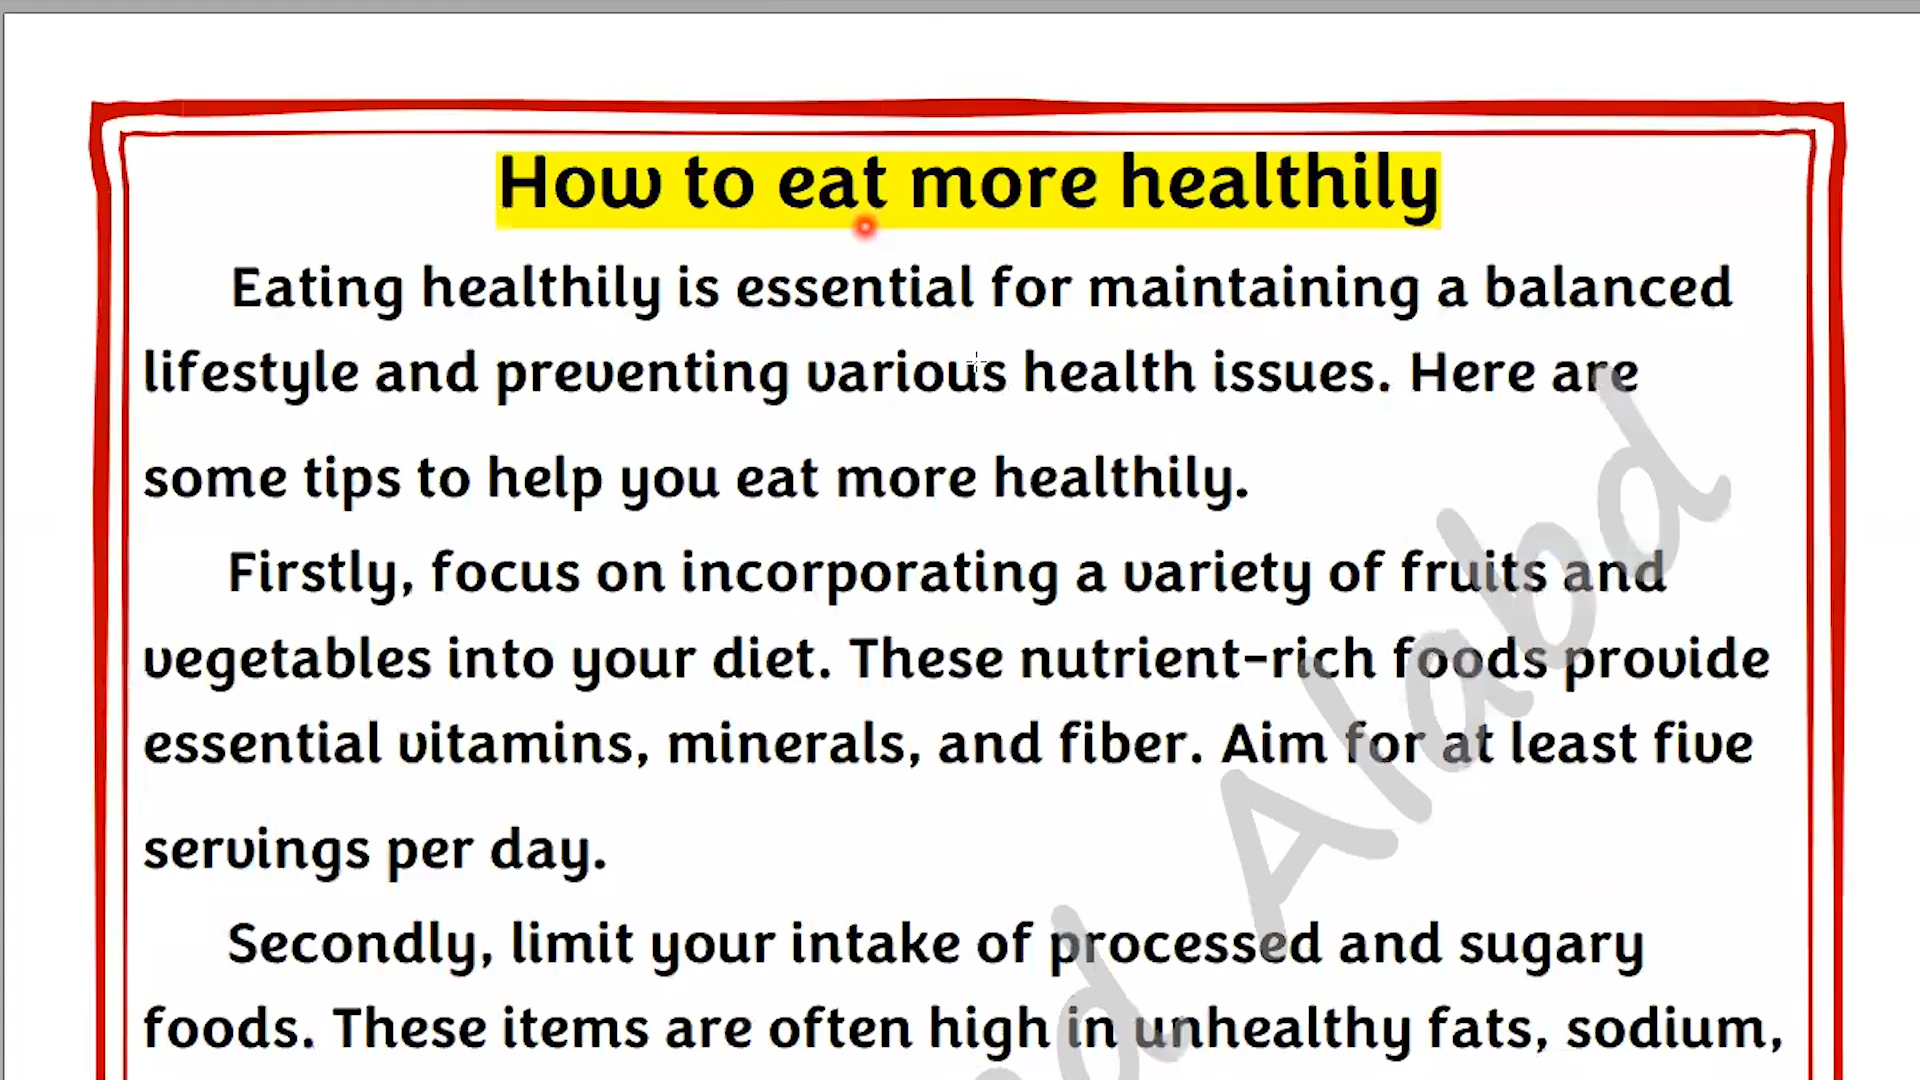 How to eat more healthily
Eating healthily is essential for maintaining a balanced
lifestyle and preventing various health issues. Here are
some tips to help you eat more healthily.
Firstly, focus on incorporating a variety of fruits and
vegetables into your diet. These nutrient-rich foods provide
essential vitamins, minerals, and fiber. Aim for at least five
servings per day.
Secondly, limit your intake of processed and sugary
foods. These items are often high in unhealthy fats, sodium,
Alabd